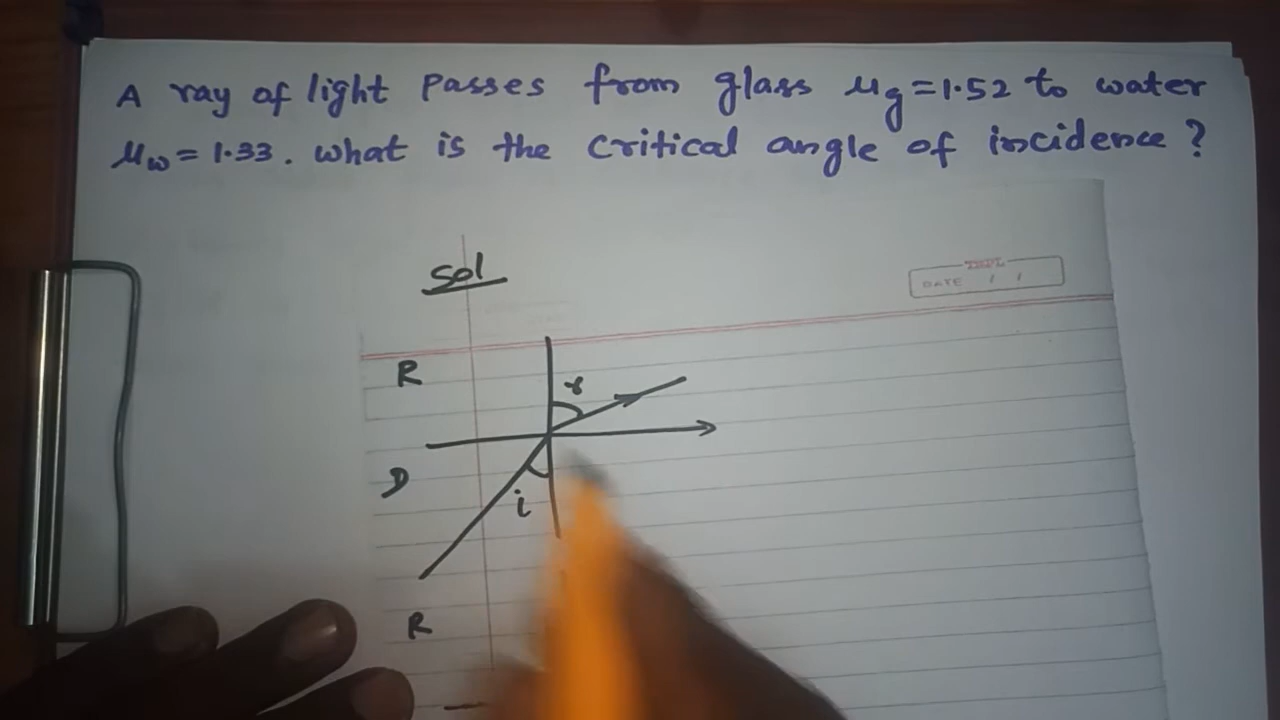 A ray of light passes from glass μg=1.52 to water
μw=1.33. what is the critical angle of incidence?
Sol
DATE / /
R
r
D
i
R